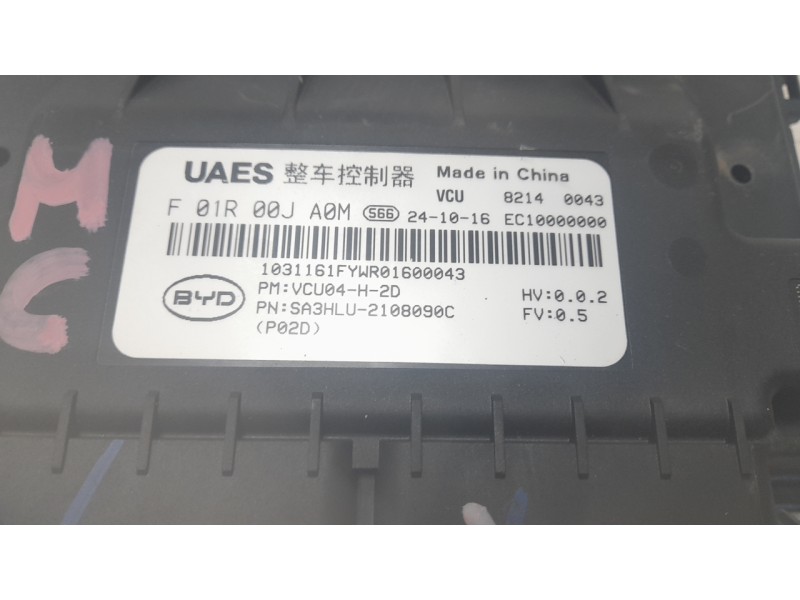 UAES 整车控制器 Made in China
VCU 8214 0043
F 01R 00J A0M 566 24-10-16 EC10000000
1031161FYWR01600043
BYD PM:VCU04-H-2D HV:0.0.2
PN:SA3HLU-2108090C FV:0.5
(P02D)
M
C